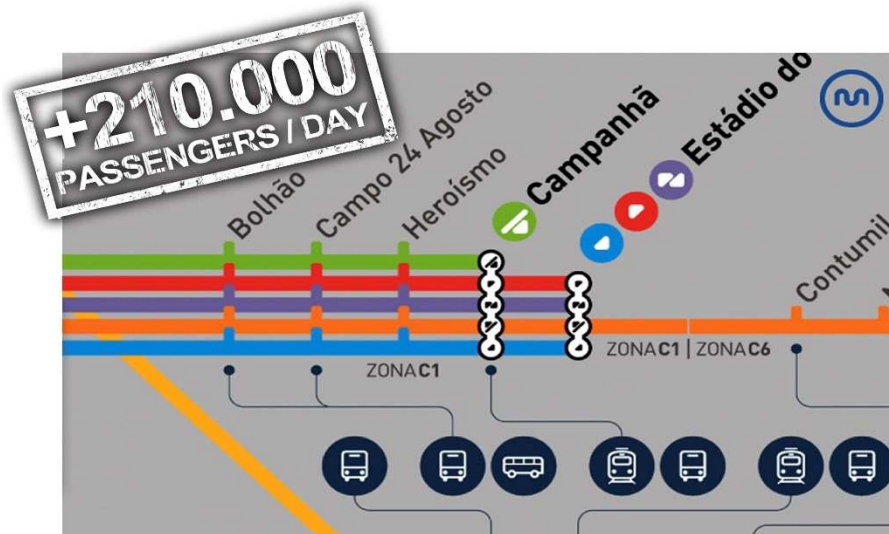 +210.000
PASSENGERS / DAY
Bolhão
Campo 24 Agosto
Heroísmo
Campanhã
Estádio do
Contumil
ZONA C1
ZONA C1 | ZONA C6